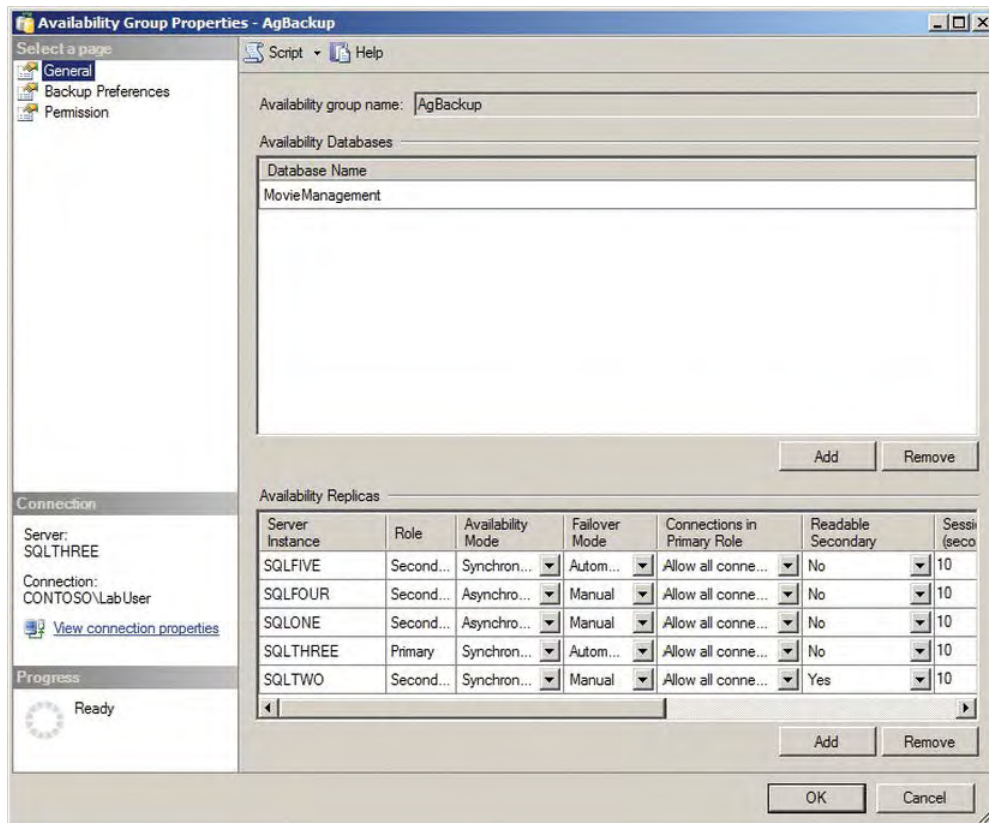 Availability Group Properties - AgBackup
Select a page
General
Backup Preferences
Permission
Script Help
Availability group name: AgBackup
Availability Databases
Database Name
MovieManagement
Add Remove
Connection
Server:
SQLTHREE
Connection:
CONTOSO\LabUser
View connection properties
Progress
Ready
Availability Replicas
Server Instance Role Availability Mode Failover Mode Connections in Primary Role Readable Secondary Sessi (seco
SQLFIVE Second... Synchron... Autom... Allow all conne... No 10
SQLFOUR Second... Asynchro... Manual Allow all conne... No 10
SQLONE Second... Asynchro... Manual Allow all conne... No 10
SQLTHREE Primary Synchron... Autom... Allow all conne... No 10
SQLTWO Second... Synchron... Manual Allow all conne... Yes 10
Add Remove
OK Cancel